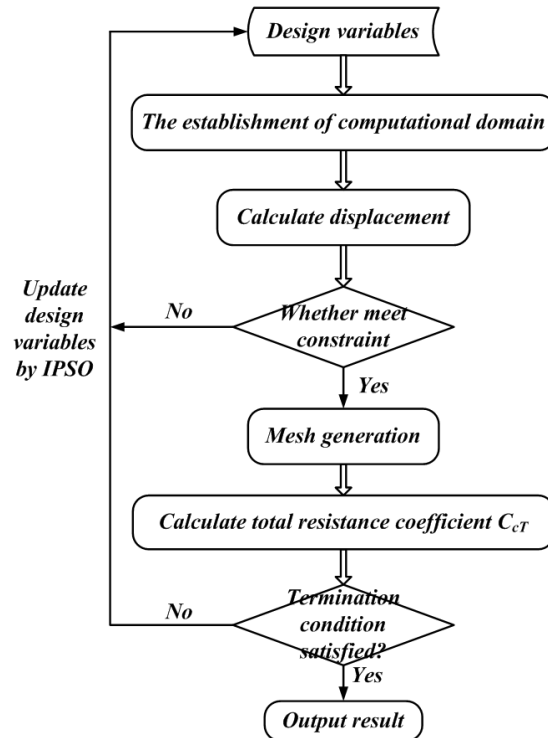 Design variables
The establishment of computational domain
Calculate displacement
Update
design
variables
by IPSO
No
Whether meet
constraint
Yes
Mesh generation
Calculate total resistance coefficient C_cT
No
Termination
condition
satisfied?
Yes
Output result